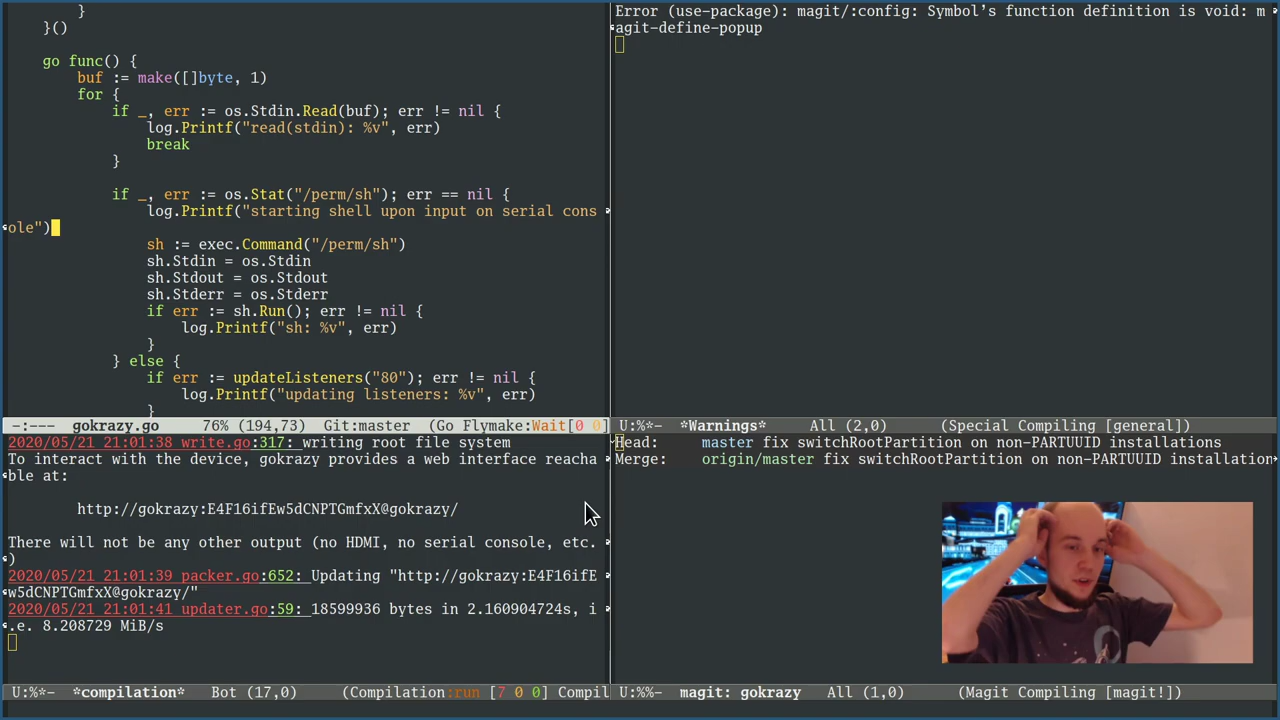 }
}()
go func() {
buf := make([]byte, 1)
for {
if _, err := os.Stdin.Read(buf); err != nil {
log.Printf("read(stdin): %v", err)
break
}
if _, err := os.Stat("/perm/sh"); err == nil {
log.Printf("starting shell upon input on serial cons
ole")
sh := exec.Command("/perm/sh")
sh.Stdin = os.Stdin
sh.Stdout = os.Stdout
sh.Stderr = os.Stderr
if err := sh.Run(); err != nil {
log.Printf("sh: %v", err)
}
} else {
if err := updateListeners("80"); err != nil {
log.Printf("updating listeners: %v", err)
}
-:--- gokrazy.go 76% (194,73) Git:master (Go Flymake:Wait[0 0]
2020/05/21 21:01:38 write.go:317: writing root file system
To interact with the device, gokrazy provides a web interface reacha
ble at:
http://gokrazy:E4F16ifEw5dCNPTGmfxX@gokrazy/
There will not be any other output (no HDMI, no serial console, etc.
)
2020/05/21 21:01:39 packer.go:652: Updating "http://gokrazy:E4F16ifE
w5dCNPTGmfxX@gokrazy/"
2020/05/21 21:01:41 updater.go:59: 18599936 bytes in 2.160904724s, i
.e. 8.208729 MiB/s
U:%*- *compilation* Bot (17,0) (Compilation:run [7 0 0] Compil
Error (use-package): magit/:config: Symbol’s function definition is void: m
agit-define-popup
U:%*- *Warnings* All (2,0) (Special Compiling [general])
Head: master fix switchRootPartition on non-PARTUUID installations
Merge: origin/master fix switchRootPartition on non-PARTUUID installation
U:%%- magit: gokrazy All (1,0) (Magit Compiling [magit!])